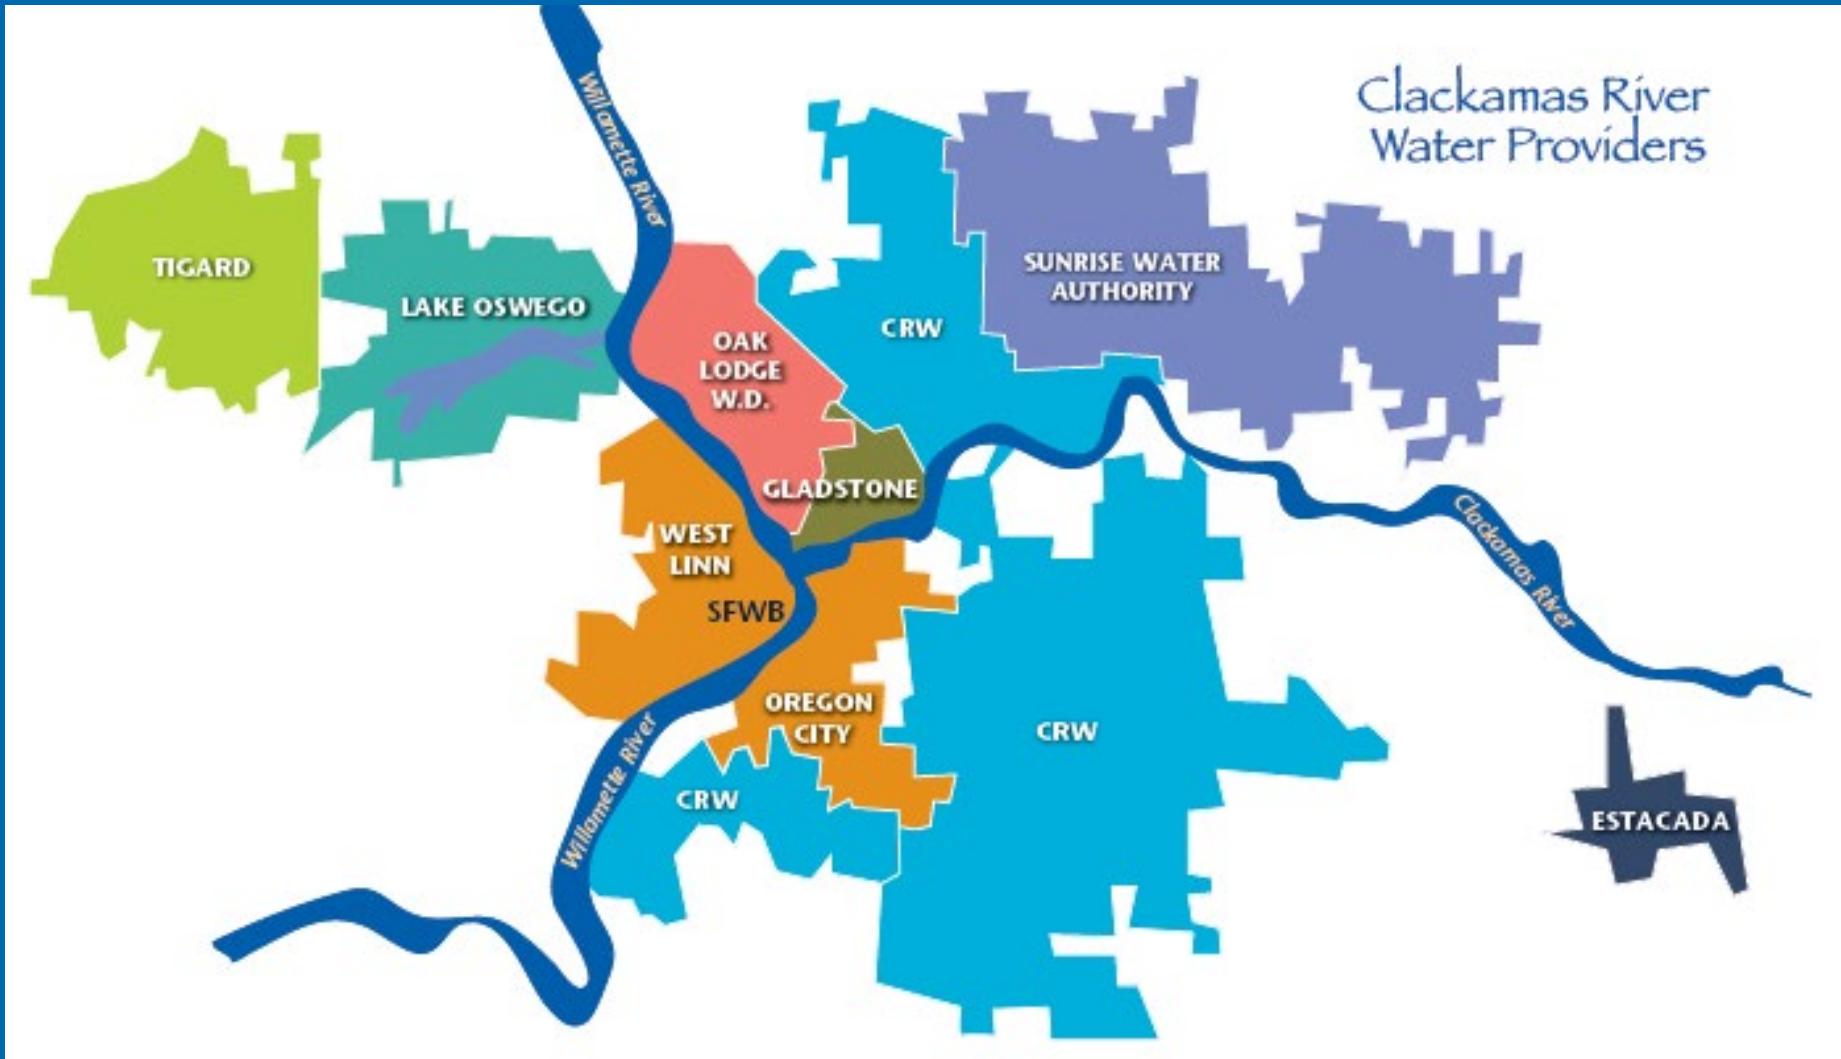 Clackamas River
Water Providers
Willamette River
TIGARD
LAKE OSWEGO
SUNRISE WATER
AUTHORITY
CRW
OAK
LODGE
W.D.
GLADSTONE
WEST
LINN
SFWB
Clackamas River
OREGON
CITY
CRW
CRW
Willamette River
ESTACADA